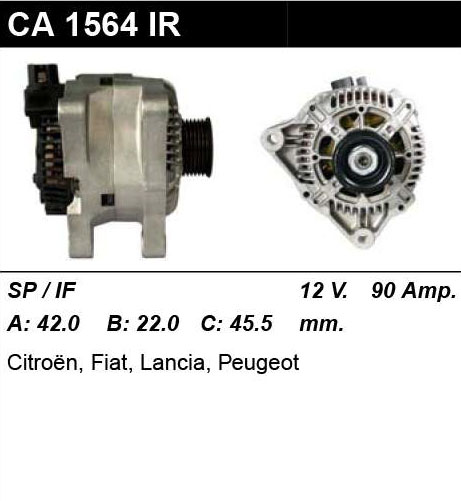 CA 1564 IR
SP / IF 12 V. 90 Amp.
A: 42.0 B: 22.0 C: 45.5 mm.
Citroën, Fiat, Lancia, Peugeot